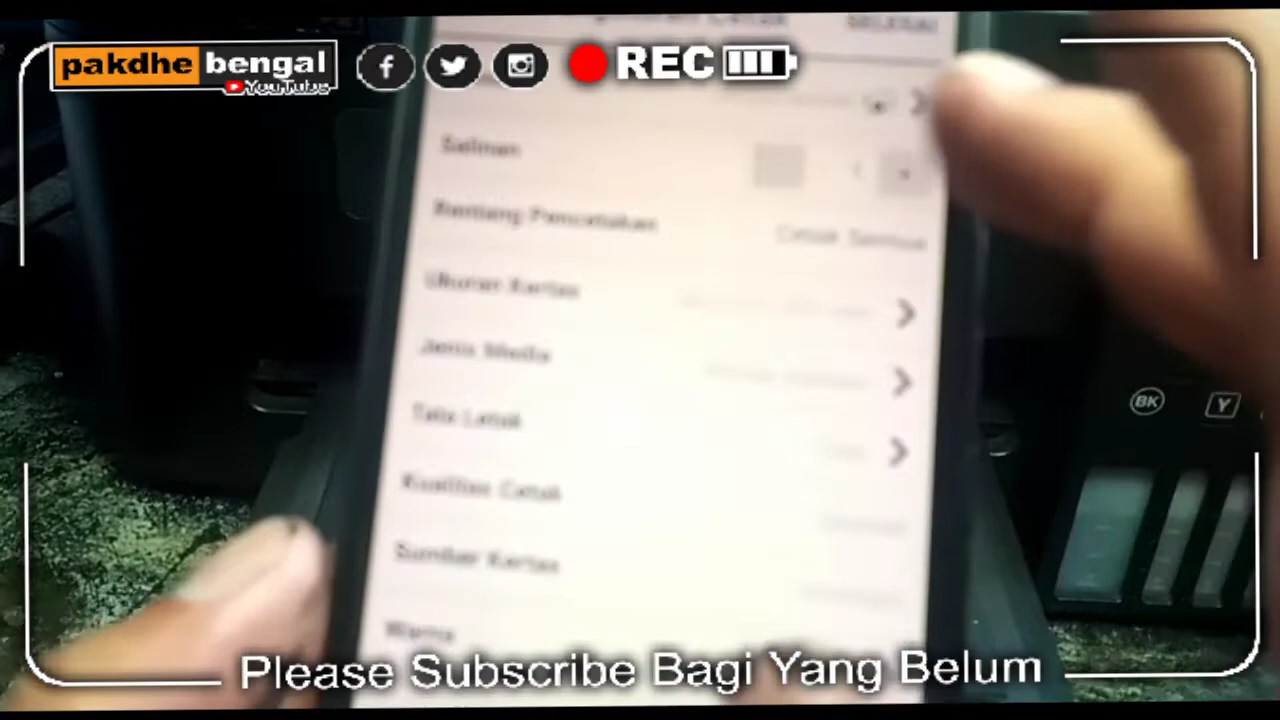 pakdhe bengal
YouTube
REC
Salinan
Rentang Pencetakan
Cetak Semua
Ukuran Kertas
Jenis Media
Tata Letak
Kualitas Cetak
Sumber Kertas
Warna
BK
Y
Please Subscribe Bagi Yang Belum